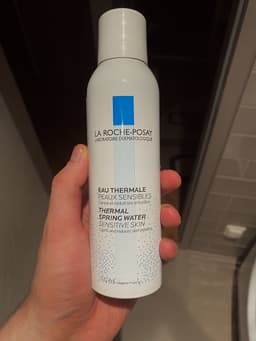 LA ROCHE-POSAY
LABORATOIRE DERMATOLOGIQUE
EAU THERMALE
PEAUX SENSIBLES
THERMAL
SPRING WATER
SENSITIVE SKIN